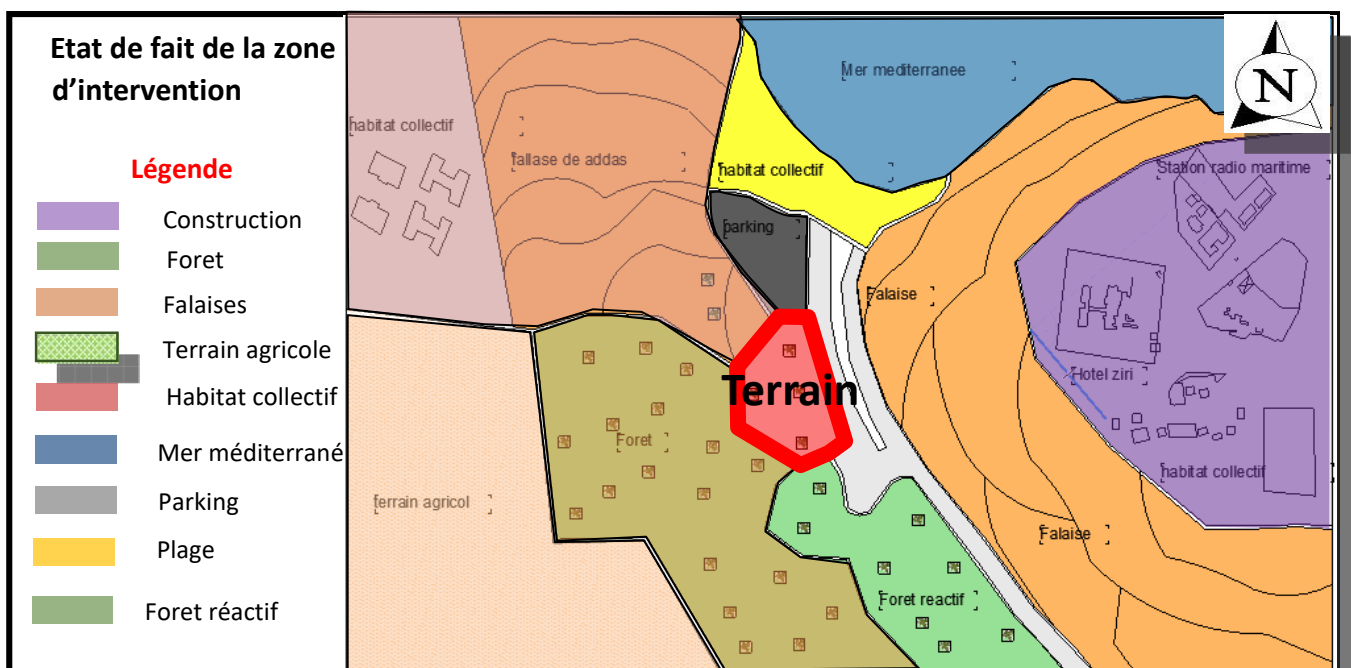 Etat de fait de la zone
d’intervention
Légende
Construction
Foret
Falaises
Terrain agricole
Habitat collectif
Mer méditerrané
Parking
Plage
Foret réactif
Mer mediterranee
N
habitat collectif
fallase de addas
habitat collectif
Station radio maritime
parking
Falaise
Hotel ziri
Terrain
Foret
habitat collectif
terrain agricol
Falaise
Foret reactif